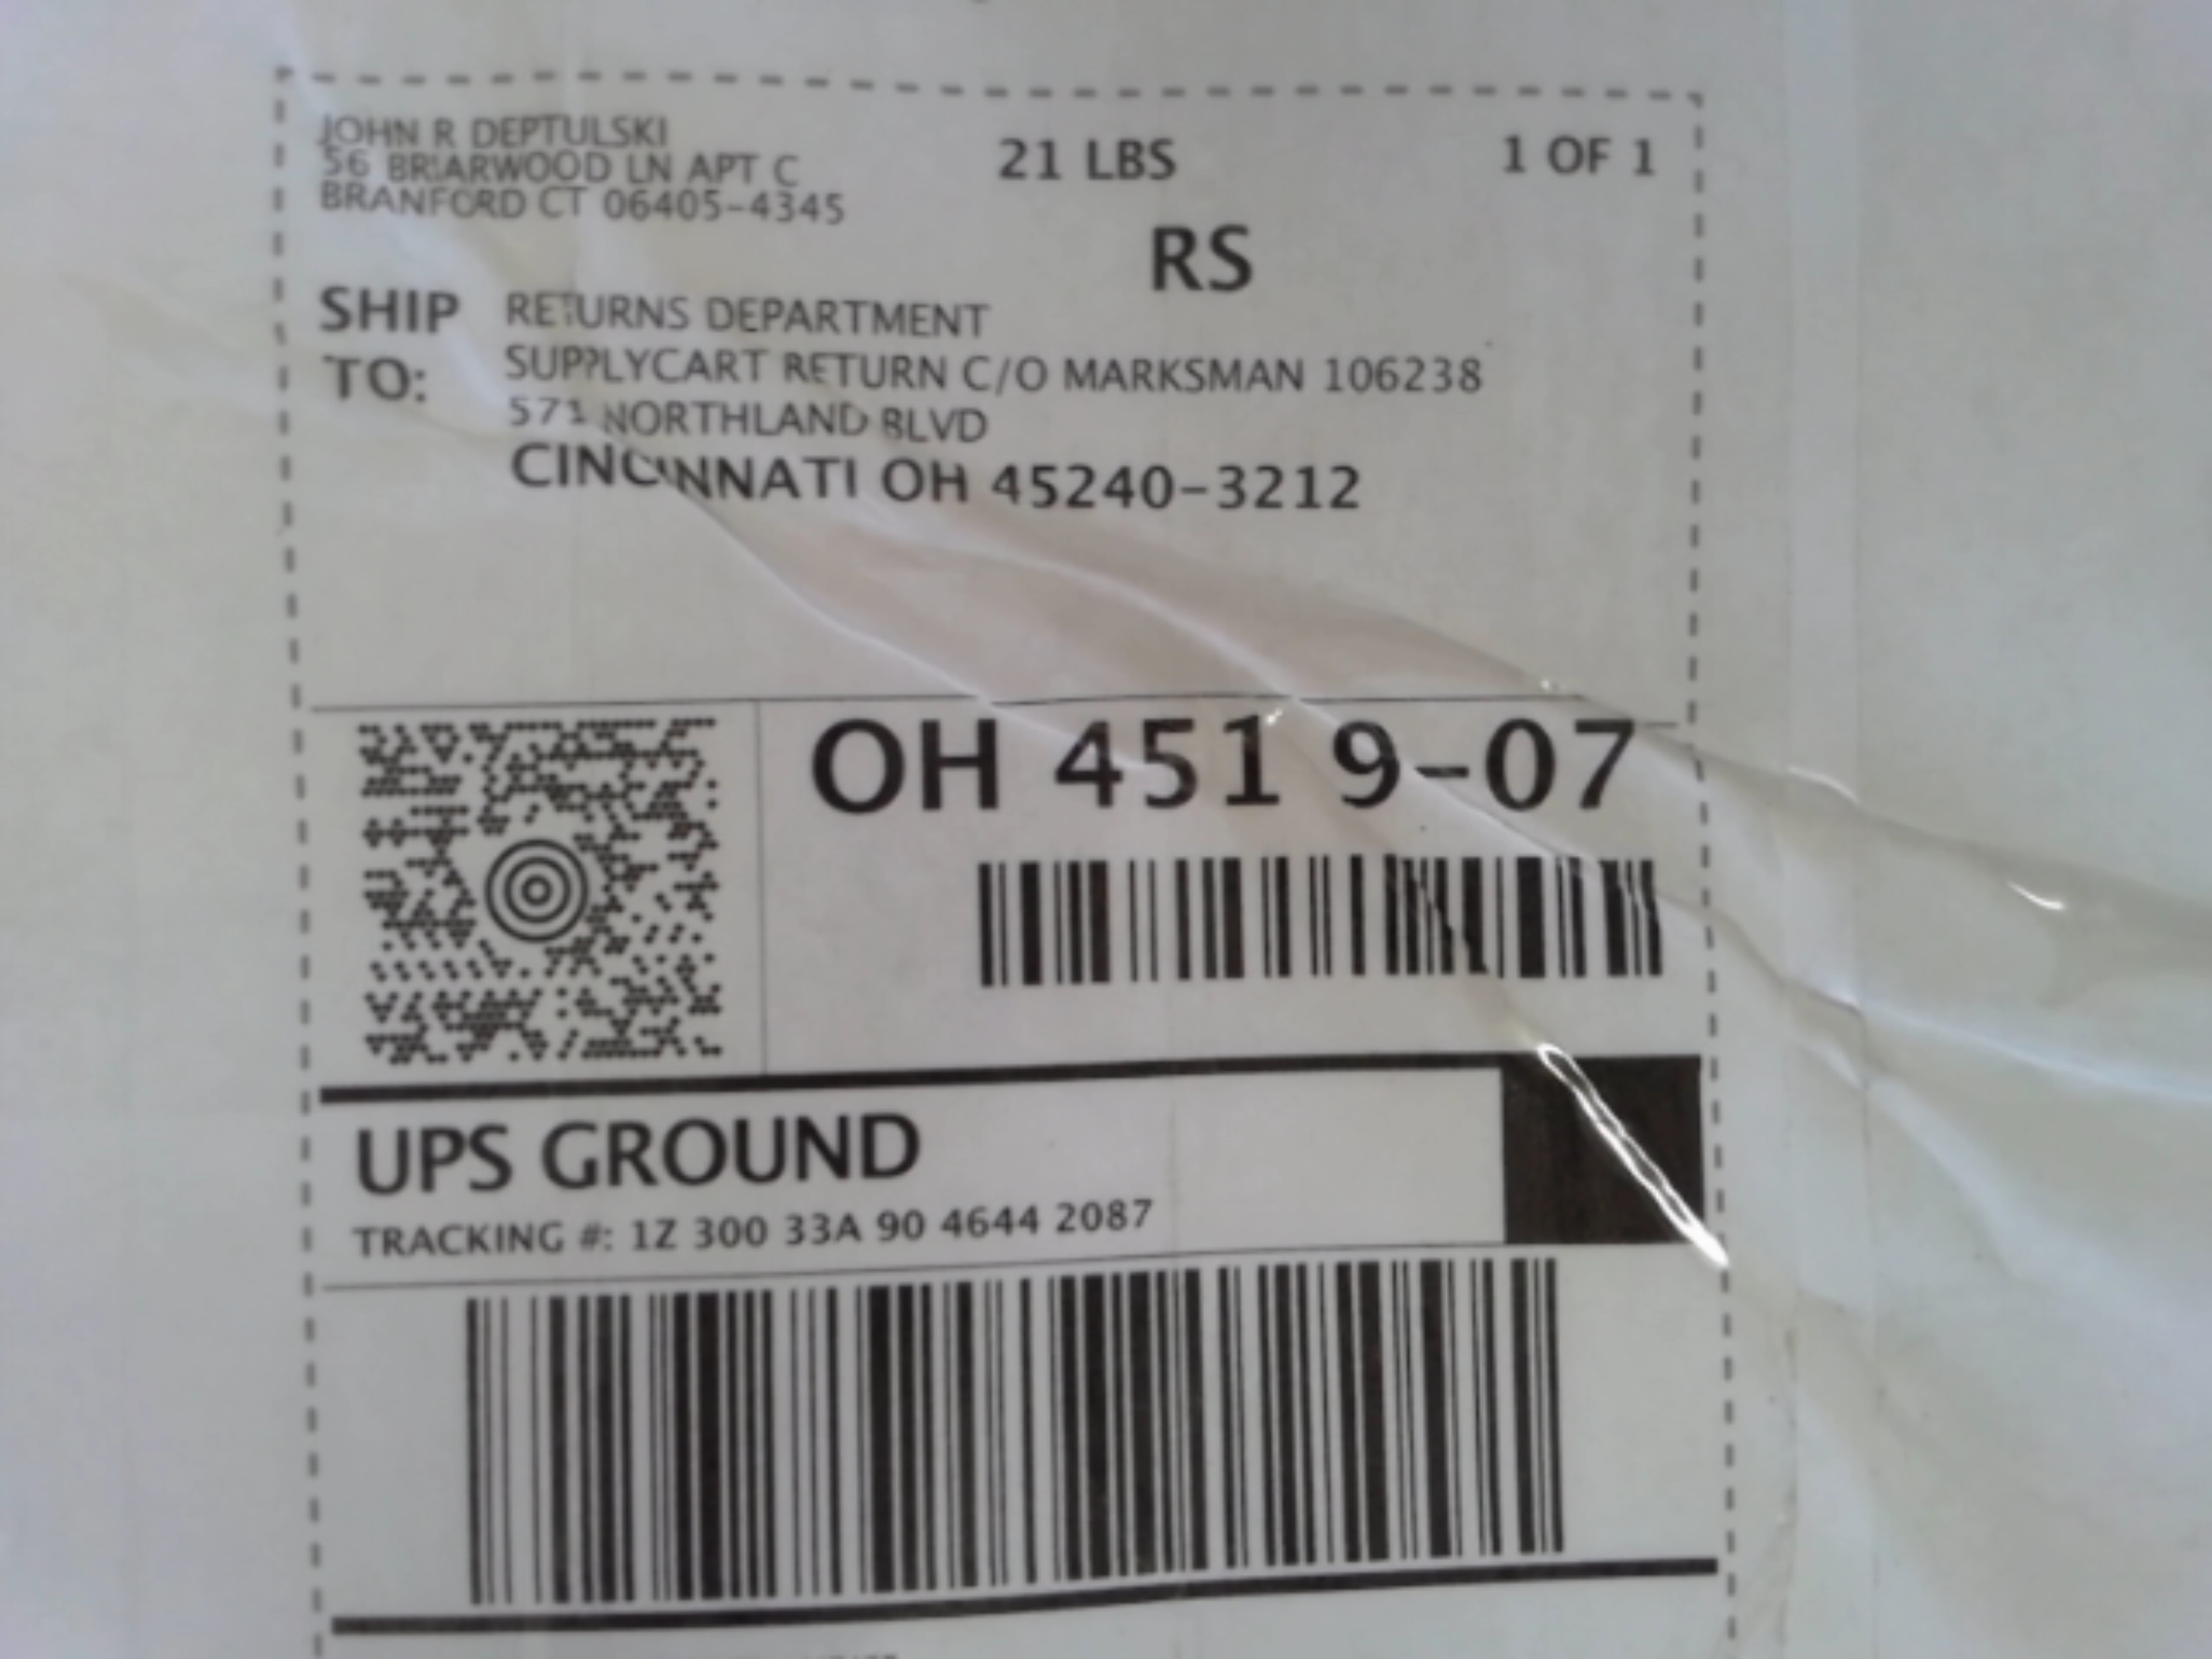 JOHN R DEPTULSKI
56 BRIARWOOD LN APT C
BRANFORD CT 06405-4345
21 LBS
1 OF 1
RS
SHIP TO:
RETURNS DEPARTMENT
SUPPLYCART RETURN C/O MARKSMAN 106238
571 NORTHLAND BLVD
CINCINNATI OH 45240-3212
OH 451 9-07
UPS GROUND
TRACKING #: 1Z 300 33A 90 4644 2087